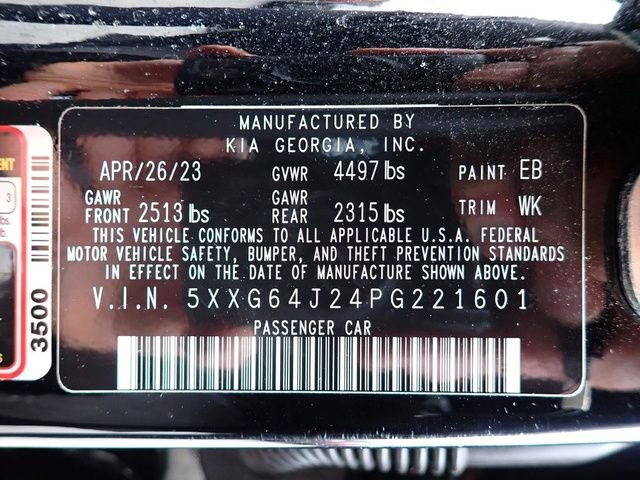 MANUFACTURED BY
KIA GEORGIA, INC.
APR/26/23 GVWR 4497 lbs PAINT EB
GAWR FRONT 2513 lbs GAWR REAR 2315 lbs TRIM WK
THIS VEHICLE CONFORMS TO ALL APPLICABLE U.S.A. FEDERAL
MOTOR VEHICLE SAFETY, BUMPER, AND THEFT PREVENTION STANDARDS
IN EFFECT ON THE DATE OF MANUFACTURE SHOWN ABOVE.
V.I.N. 5XXG64J24PG221601
PASSENGER CAR
3500